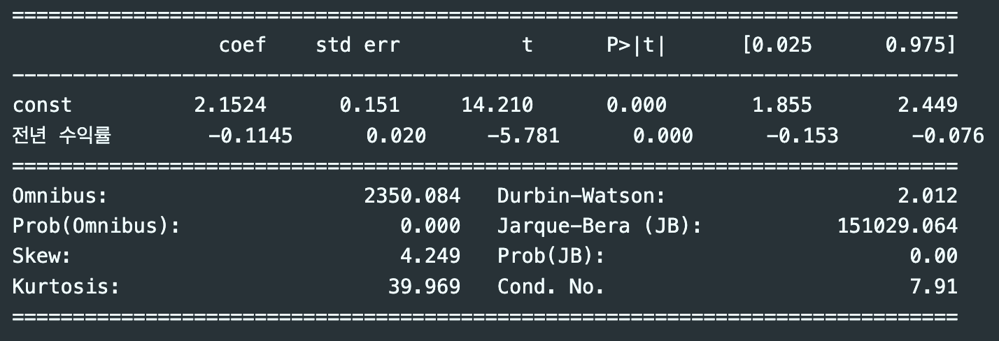 ==============================================================================
                 coef    std err          t      P>|t|      [0.025      0.975]
------------------------------------------------------------------------------
const          2.1524      0.151     14.210      0.000       1.855       2.449
전년 수익률        -0.1145      0.020     -5.781      0.000      -0.153      -0.076
==============================================================================
Omnibus:                     2350.084   Durbin-Watson:                   2.012
Prob(Omnibus):                  0.000   Jarque-Bera (JB):           151029.064
Skew:                           4.249   Prob(JB):                         0.00
Kurtosis:                      39.969   Cond. No.                         7.91
==============================================================================